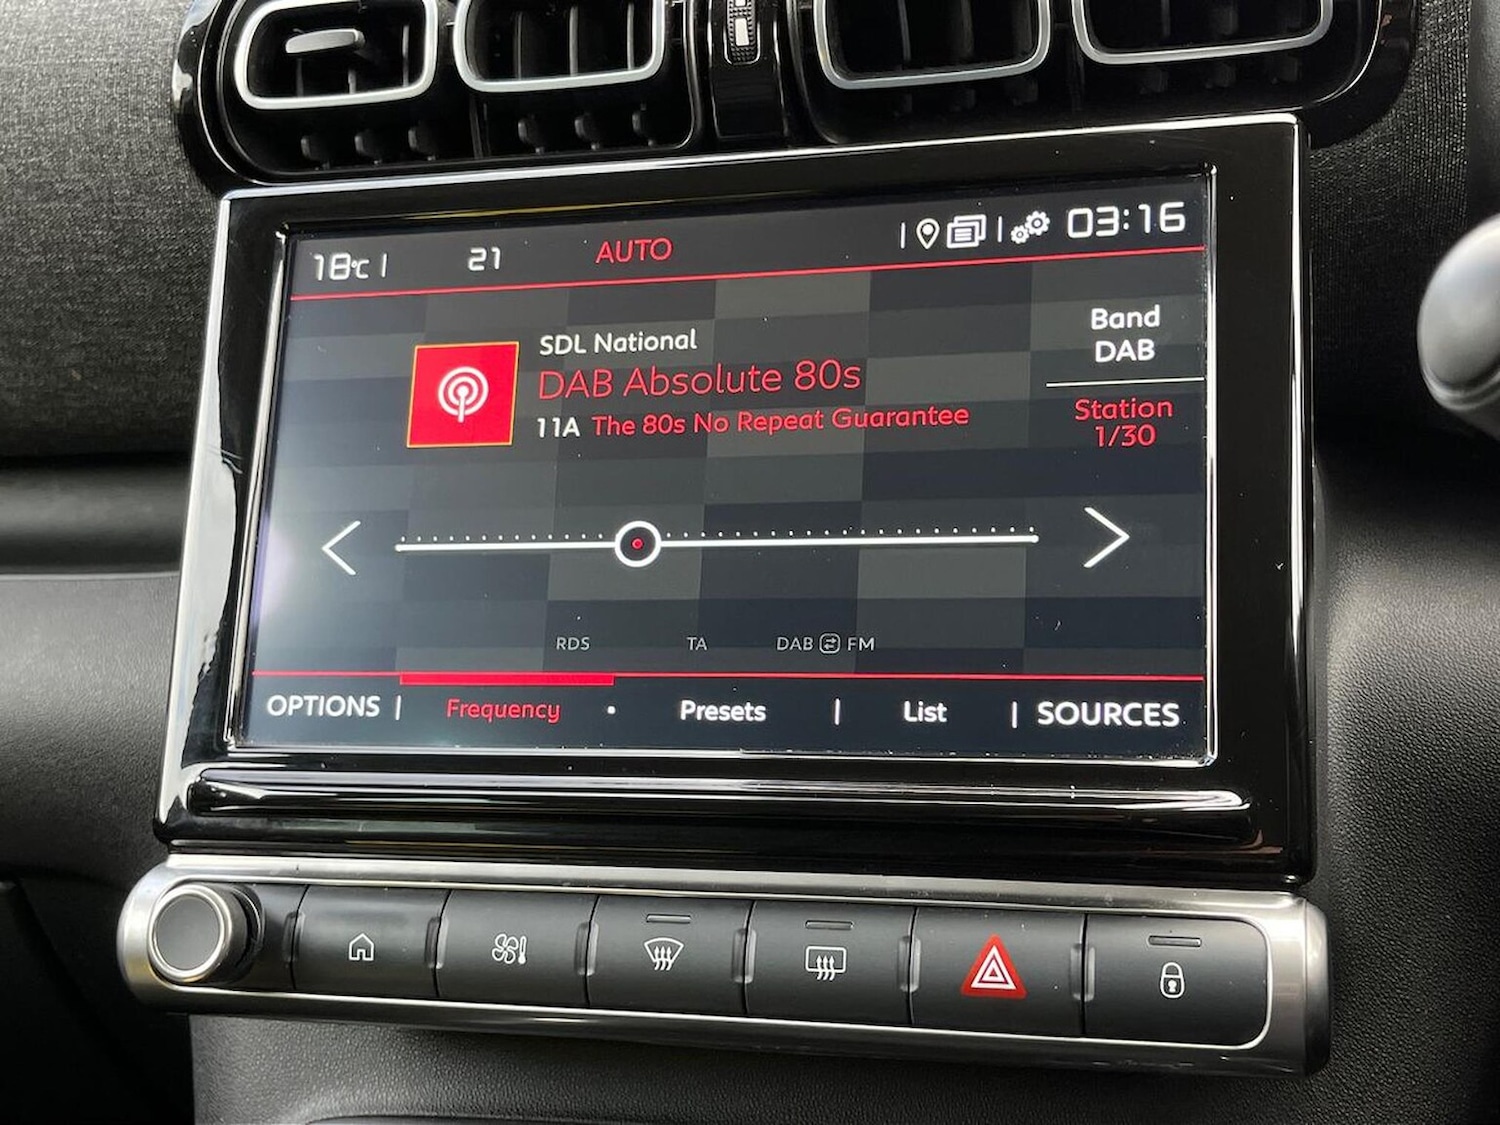 18°C | 21 AUTO | | 03:16
SDL National
DAB Absolute 80s
11A The 80s No Repeat Guarantee
Band
DAB
Station
1/30
RDS TA DAB FM
OPTIONS | Frequency • Presets | List | SOURCES